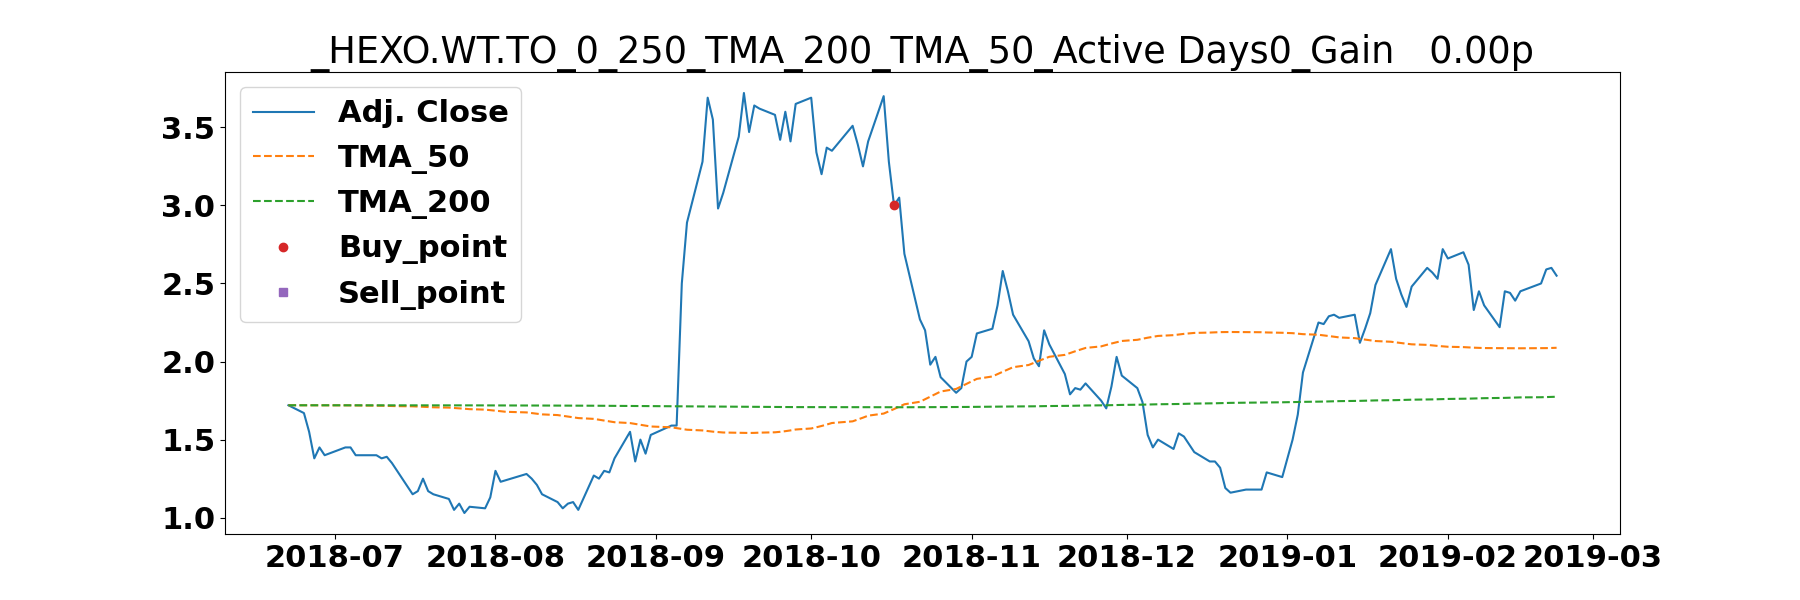 _HEXO.WT.TO_0_250_TMA_200_TMA_50_Active Days0_Gain   0.00p
Adj. Close
TMA_50
TMA_200
Buy_point
Sell_point
3.5
3.0
2.5
2.0
1.5
1.0
2018-07 2018-08 2018-09 2018-10 2018-11 2018-12 2019-01 2019-02 2019-03